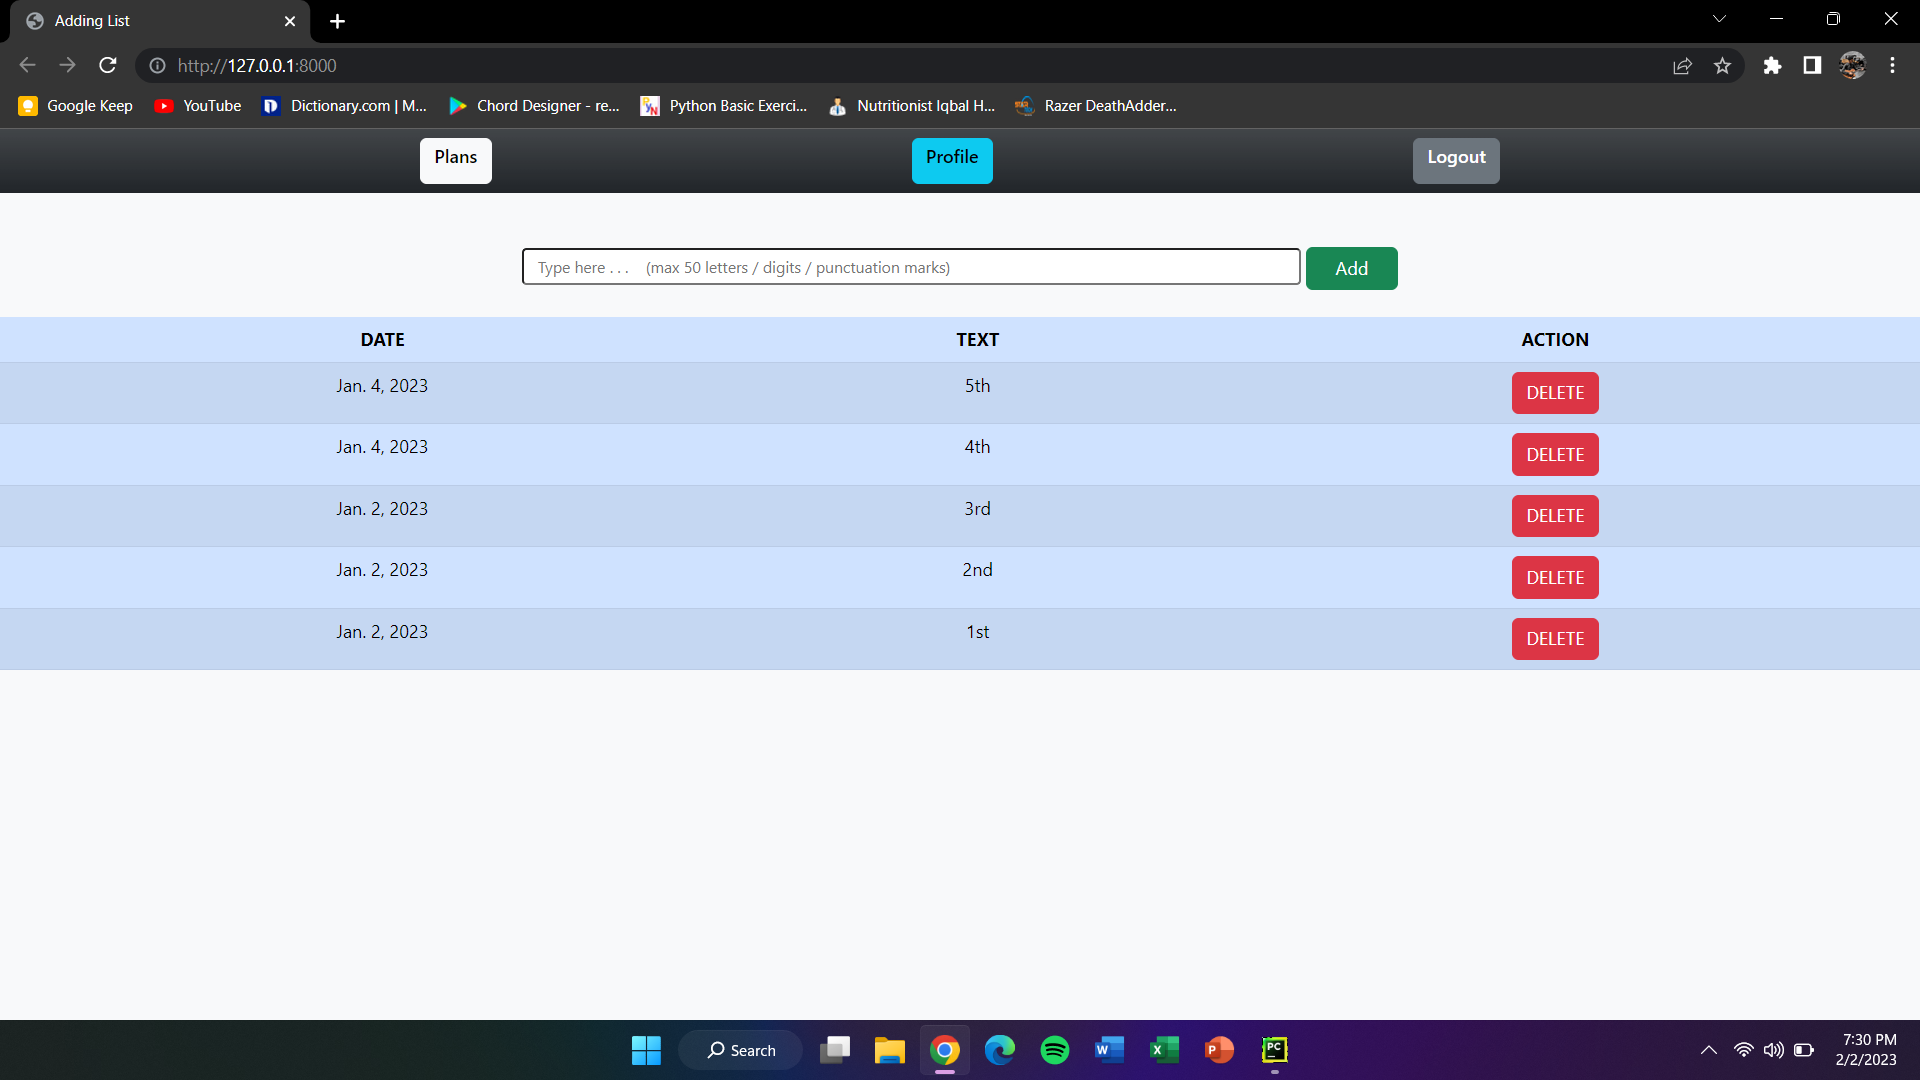 Adding List
http://127.0.0.1:8000
Google Keep YouTube Dictionary.com | M... Chord Designer - re... Python Basic Exerci... Nutritionist Iqbal H... Razer DeathAdder...
Plans Profile Logout
Type here . . . (max 50 letters / digits / punctuation marks) Add
DATE TEXT ACTION
Jan. 4, 2023 5th DELETE
Jan. 4, 2023 4th DELETE
Jan. 2, 2023 3rd DELETE
Jan. 2, 2023 2nd DELETE
Jan. 2, 2023 1st DELETE
Search
7:30 PM
2/2/2023